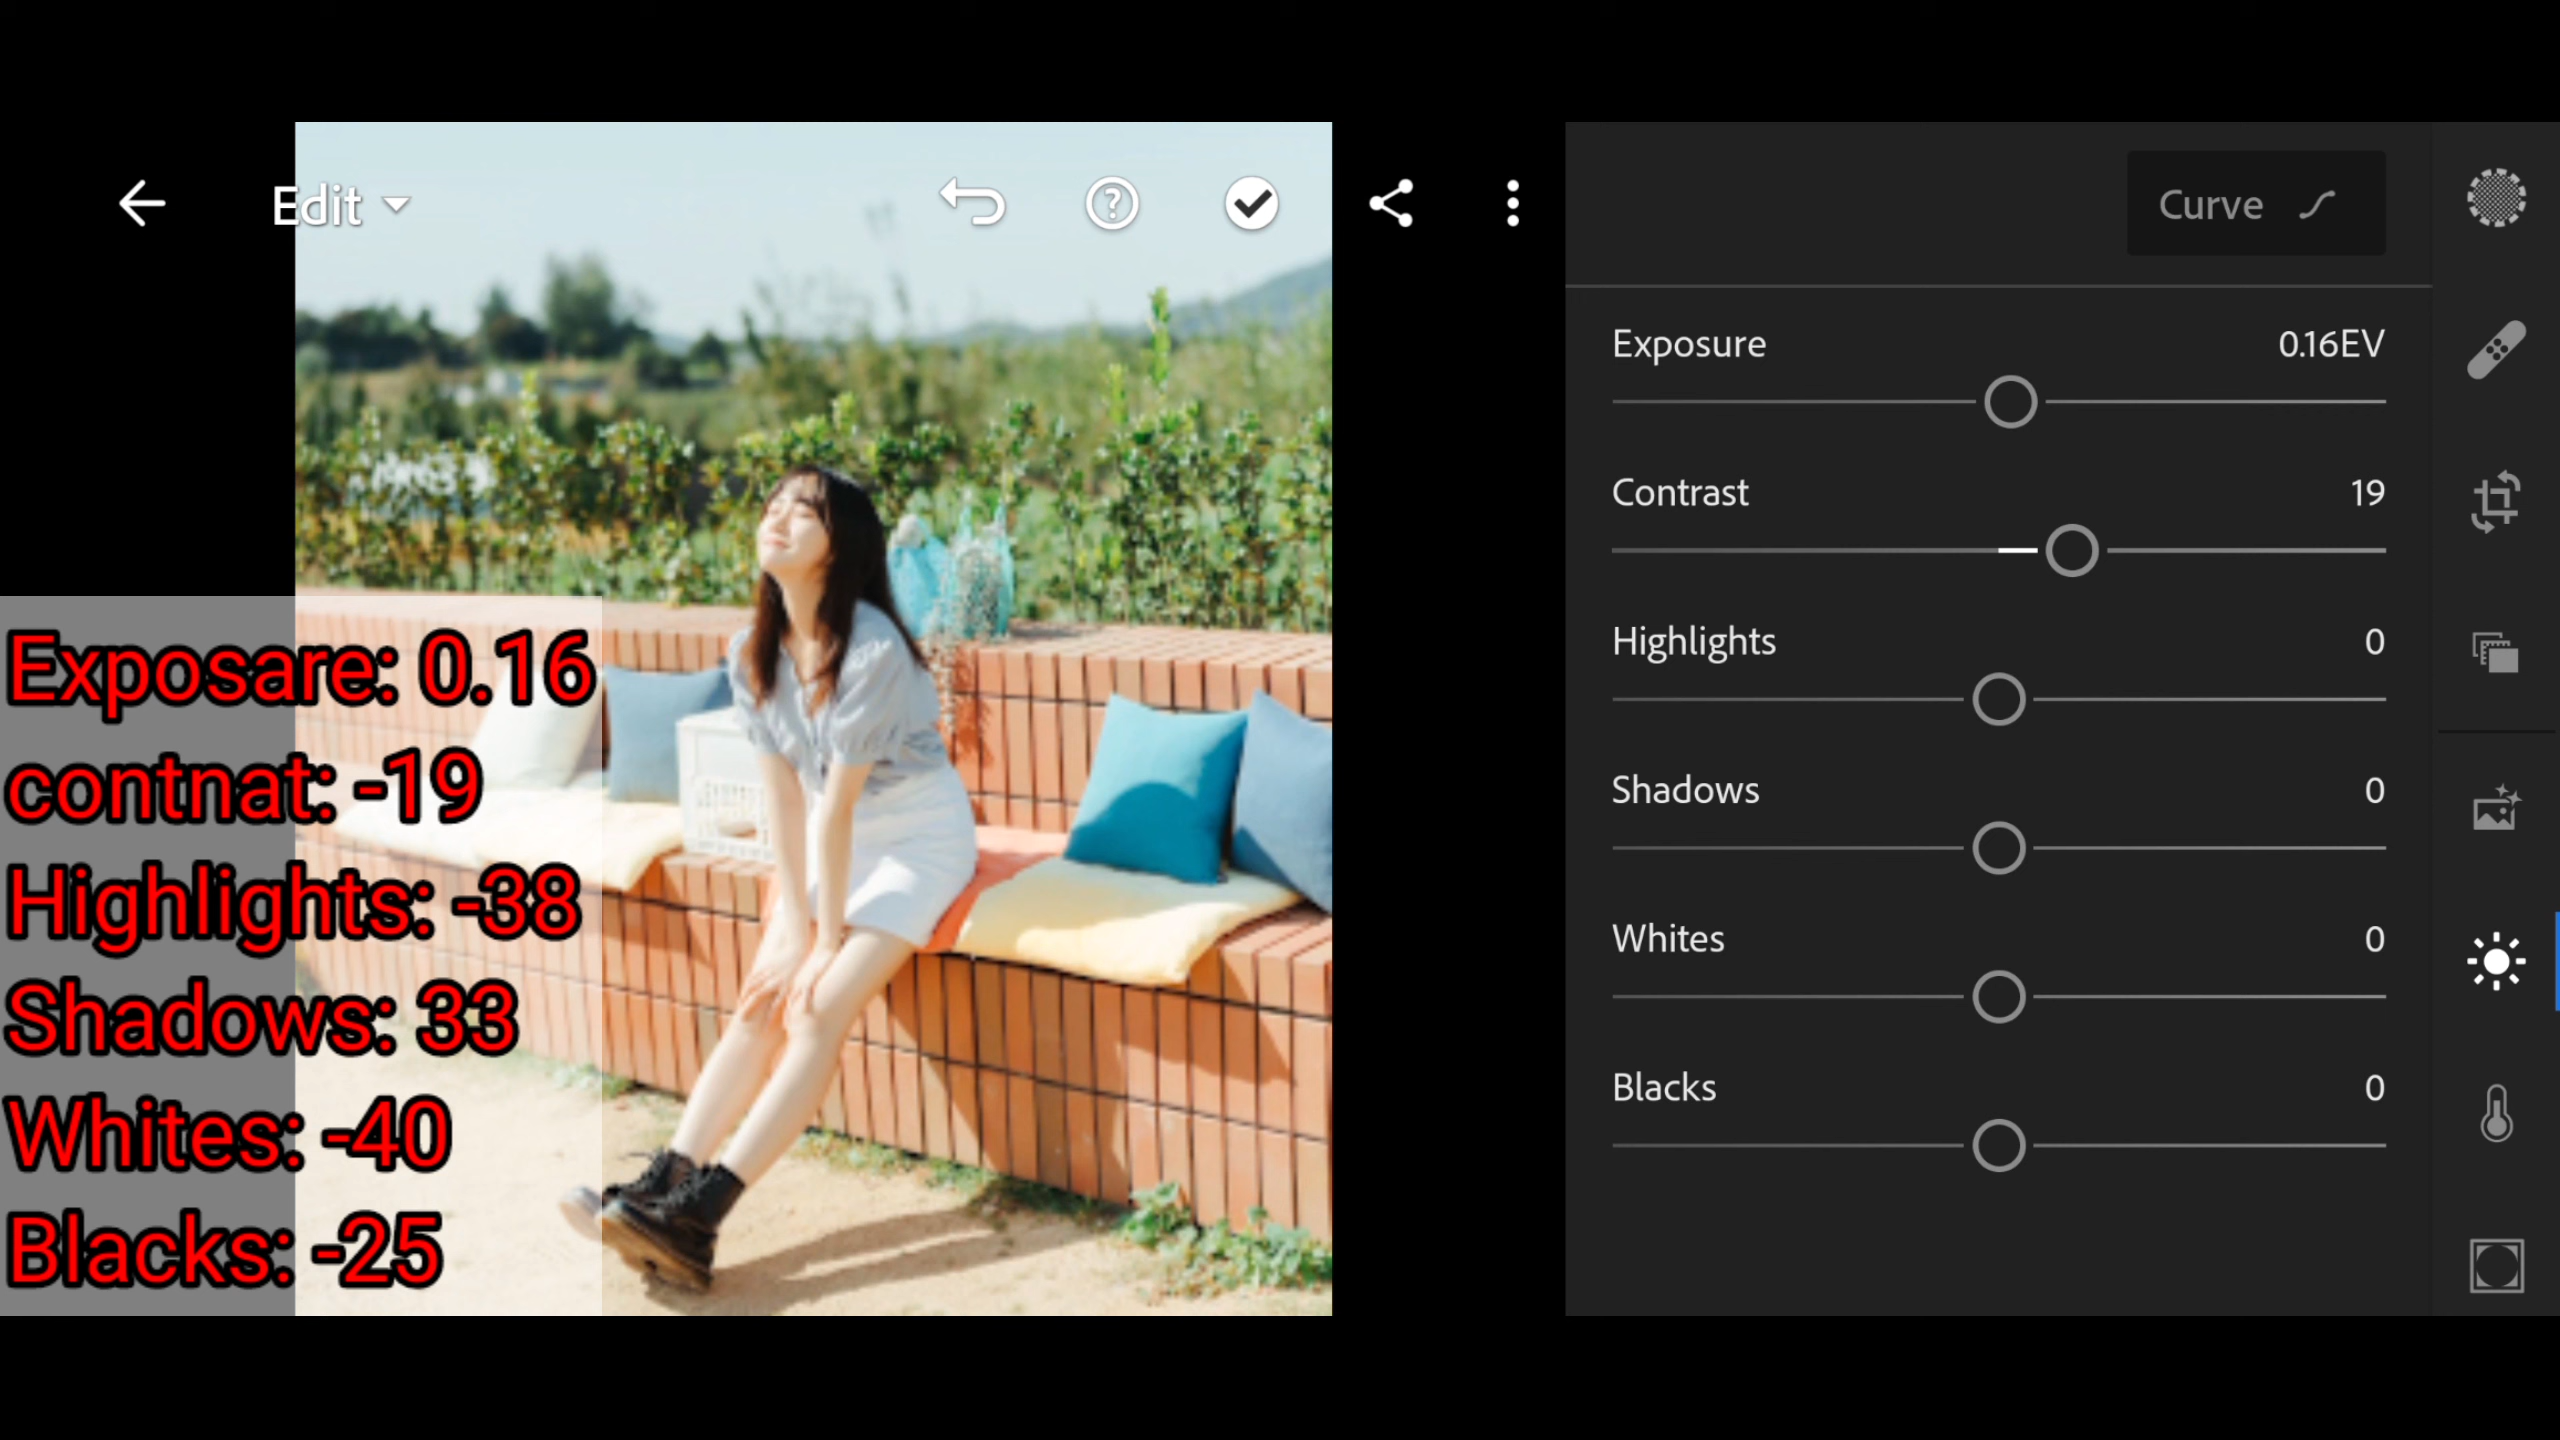 Edit
Curve
Exposure 0.16EV
Contrast 19
Highlights 0
Shadows 0
Whites 0
Blacks 0
Exposare: 0.16
contnat: -19
Highlights: -38
Shadows: 33
Whites: -40
Blacks: -25